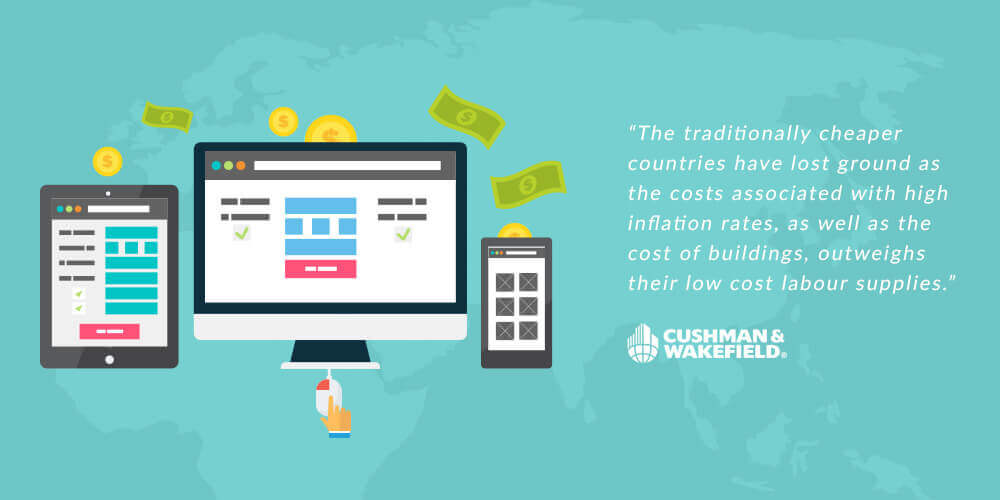 “The traditionally cheaper
countries have lost ground as
the costs associated with high
inflation rates, as well as the
cost of buildings, outweighs
their low cost labour supplies.”
CUSHMAN &
WAKEFIELD®